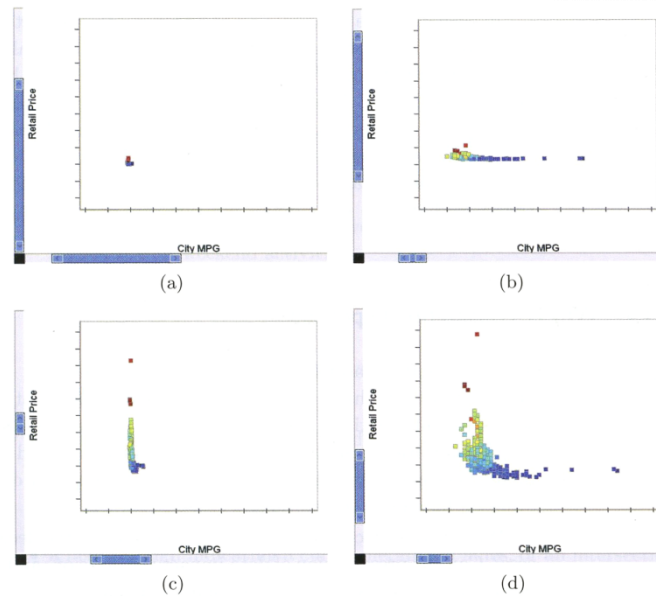 Retail Price
City MPG
(a)
Retail Price
City MPG
(b)
Retail Price
City MPG
(c)
Retail Price
City MPG
(d)